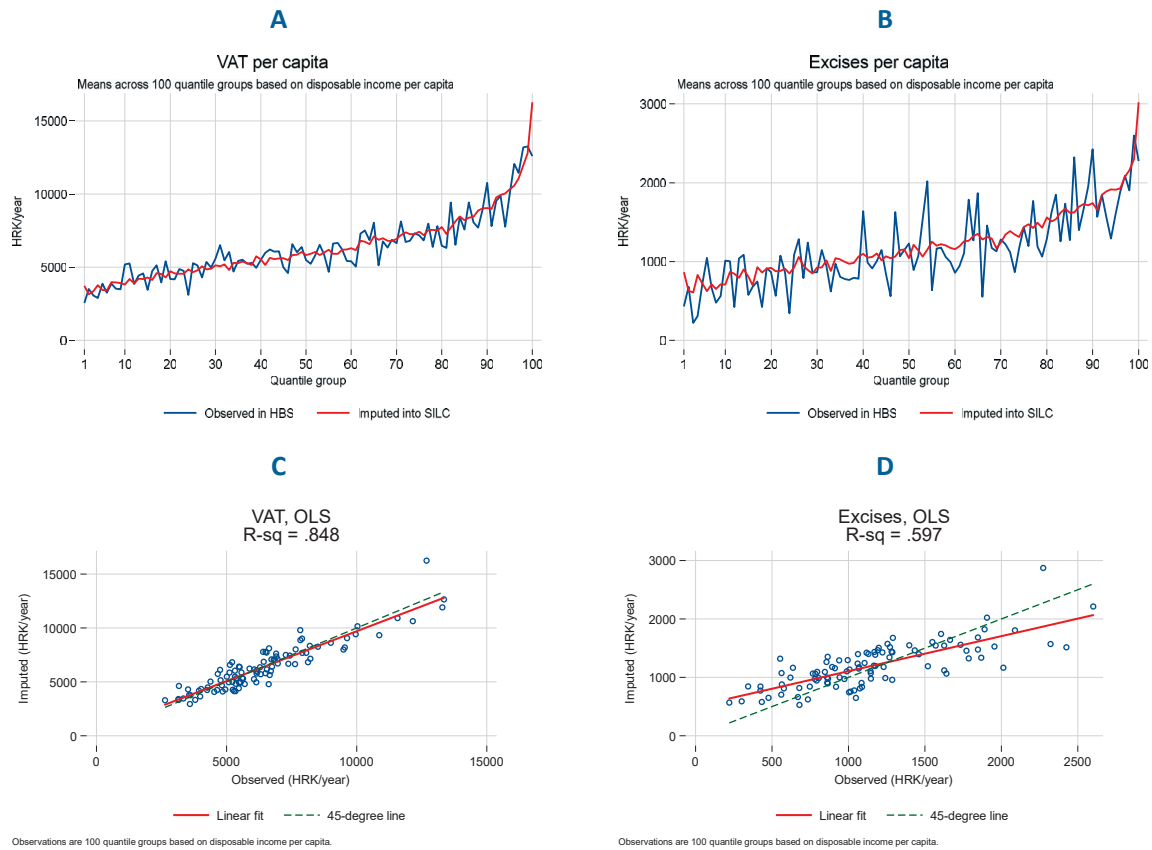 A
VAT per capita
Means across 100 quantile groups based on disposable income per capita
HRK/year
15000
10000
5000
0
1 10 20 30 40 50 60 70 80 90 100
Quantile group
Observed in HBS Imputed into SILC
B
Excises per capita
Means across 100 quantile groups based on disposable income per capita
HRK/year
3000
2000
1000
0
1 10 20 30 40 50 60 70 80 90 100
Quantile group
Observed in HBS Imputed into SILC
C
VAT, OLS
R-sq = .848
Imputed (HRK/year)
15000
10000
5000
0
0 5000 10000 15000
Observed (HRK/year)
Linear fit 45-degree line
Observations are 100 quantile groups based on disposable income per capita.
D
Excises, OLS
R-sq = .597
Imputed (HRK/year)
3000
2000
1000
0
0 500 1000 1500 2000 2500
Observed (HRK/year)
Linear fit 45-degree line
Observations are 100 quantile groups based on disposable income per capita.